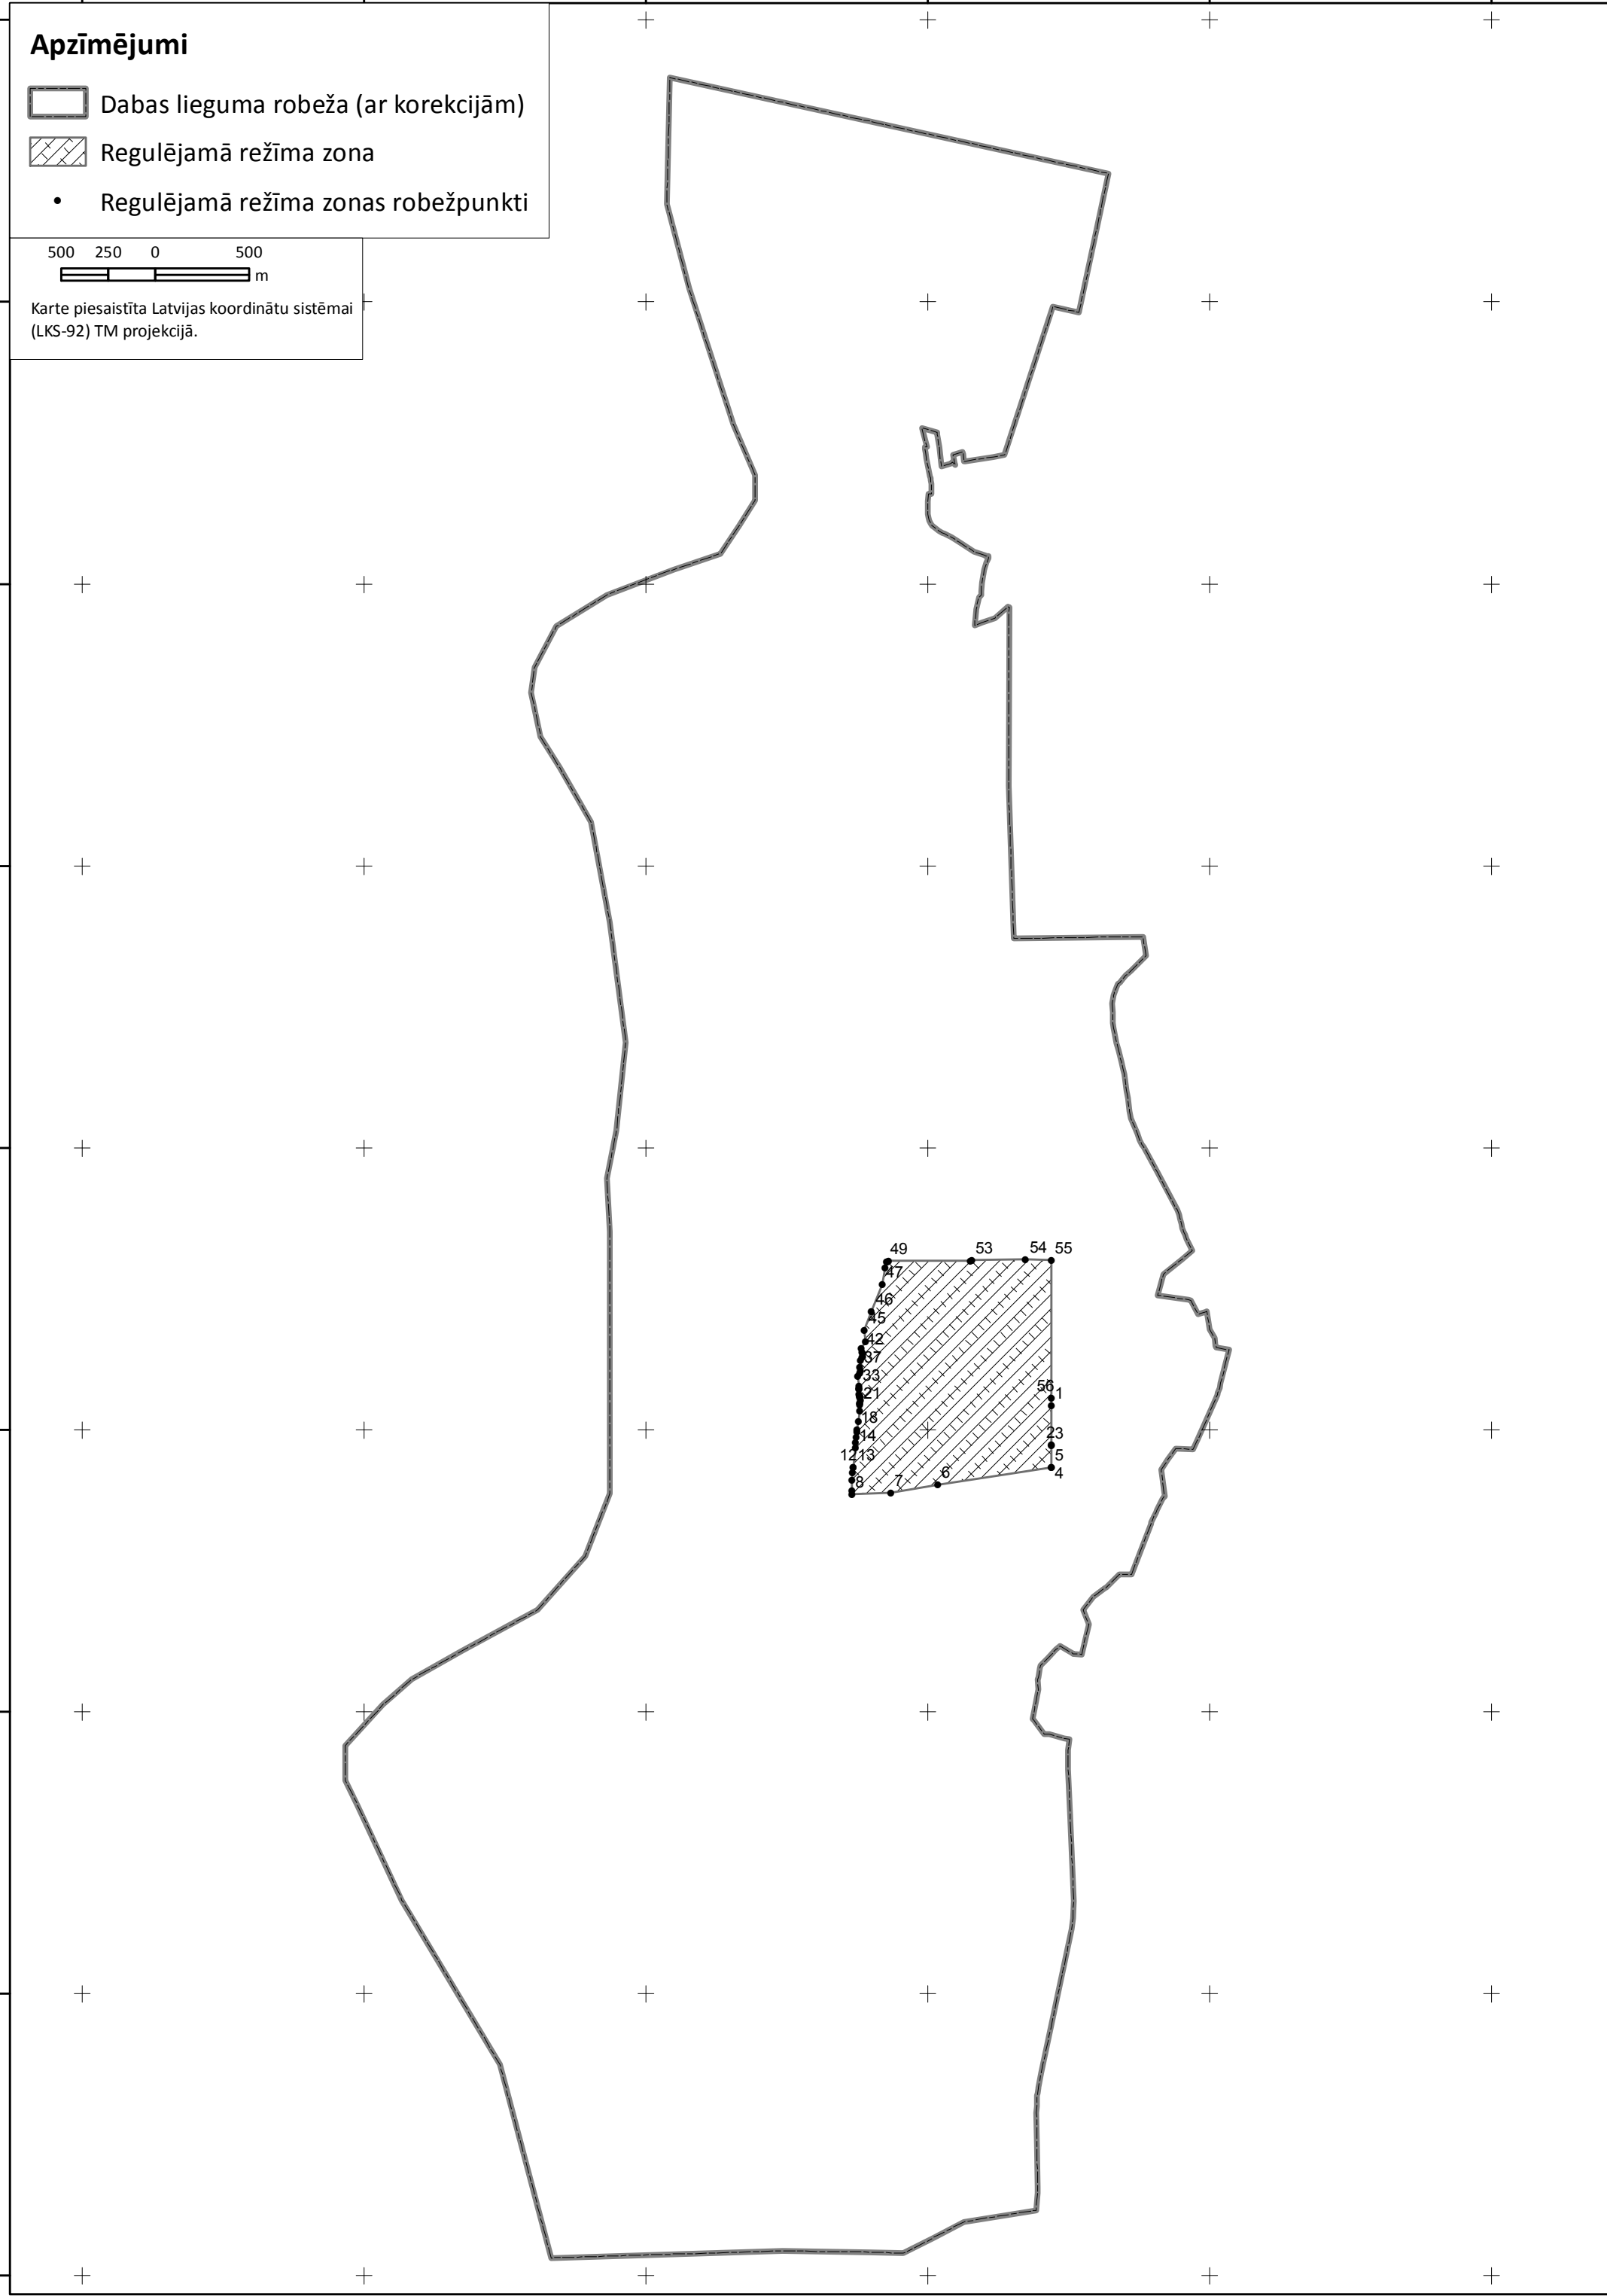 Apzīmējumi
Dabas lieguma robeža (ar korekcijām)
Regulējamā režīma zona
Regulējamā režīma zonas robežpunkti
500 250 0 500
m
Karte piesaistīta Latvijas koordinātu sistēmai
(LKS-92) TM projekcijā.
49 53 54 55
47
46
45
42
37
33
21
56 1
18
14
23
12 13
5
4
6
7
8